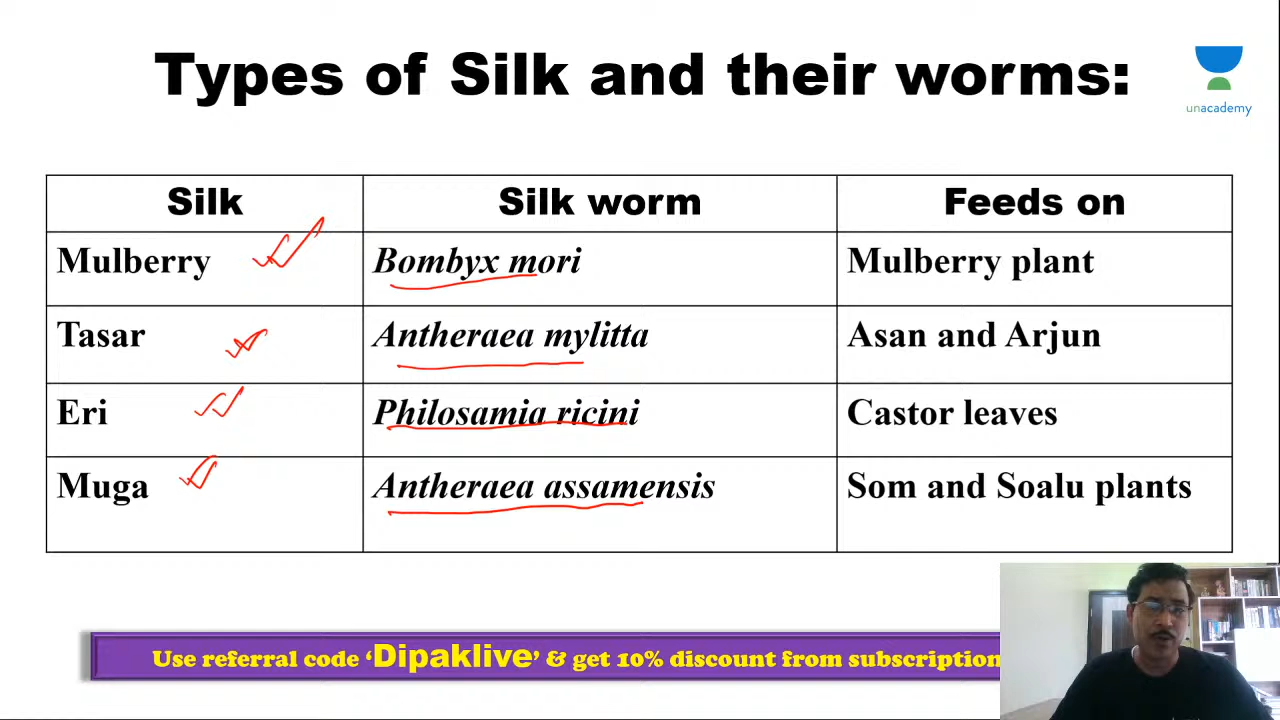 Types of Silk and their worms:
unacademy
Silk Silk worm Feeds on
Mulberry Bombyx mori Mulberry plant
Tasar Antheraea mylitta Asan and Arjun
Eri Philosamia ricini Castor leaves
Muga Antheraea assamensis Som and Soalu plants
Use referral code ‘Dipaklive’ & get 10% discount from subscription